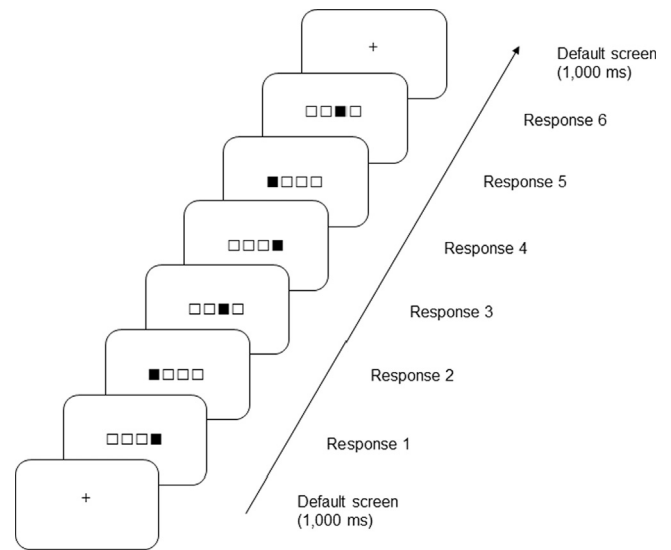 +
Default screen
(1,000 ms)
Response 6
Response 5
Response 4
Response 3
Response 2
Response 1
+
Default screen
(1,000 ms)